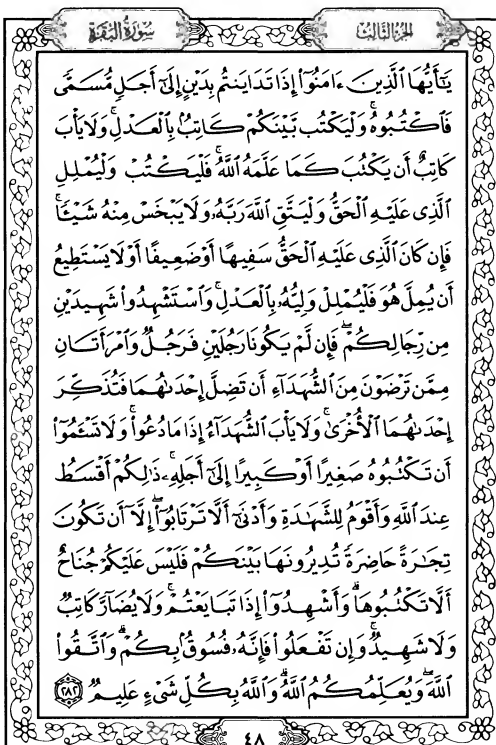 الجزء الثالث سورة البقرة
يَٰٓأَيُّهَا ٱلَّذِينَ ءَامَنُوٓا۟ إِذَا تَدَايَنتُم بِدَيْنٍ إِلَىٰٓ أَجَلٍ مُّسَمًّى
فَٱكْتُبُوهُ ۚ وَلْيَكْتُب بَّيْنَكُمْ كَاتِبٌۢ بِٱلْعَدْلِ ۚ وَلَا يَأْبَ
كَاتِبٌ أَن يَكْتُبَ كَمَا عَلَّمَهُ ٱللَّهُ ۚ فَلْيَكْتُبْ وَلْيُمْلِلِ
ٱلَّذِى عَلَيْهِ ٱلْحَقُّ وَلْيَتَّقِ ٱللَّهَ رَبَّهُۥ وَلَا يَبْخَسْ مِنْهُ شَيْـًٔا ۚ
فَإِن كَانَ ٱلَّذِى عَلَيْهِ ٱلْحَقُّ سَفِيهًا أَوْ ضَعِيفًا أَوْ لَا يَسْتَطِيعُ
أَن يُمِلَّ هُوَ فَلْيُمْلِلْ وَلِيُّهُۥ بِٱلْعَدْلِ ۚ وَٱسْتَشْهِدُوا۟ شَهِيدَيْنِ
مِن رِّجَالِكُمْ ۖ فَإِن لَّمْ يَكُونَا رَجُلَيْنِ فَرَجُلٌ وَٱمْرَأَتَانِ
مِمَّن تَرْضَوْنَ مِنَ ٱلشُّهَدَآءِ أَن تَضِلَّ إِحْدَىٰهُمَا فَتُذَكِّرَ
إِحْدَىٰهُمَا ٱلْأُخْرَىٰ ۚ وَلَا يَأْبَ ٱلشُّهَدَآءُ إِذَا مَا دُعُوا۟ ۚ وَلَا تَسْـَٔمُوٓا۟
أَن تَكْتُبُوهُ صَغِيرًا أَوْ كَبِيرًا إِلَىٰٓ أَجَلِهِۦ ۚ ذَٰلِكُمْ أَقْسَطُ
عِندَ ٱللَّهِ وَأَقْوَمُ لِلشَّهَٰدَةِ وَأَدْنَىٰٓ أَلَّا تَرْتَابُوٓا۟ ۖ إِلَّآ أَن تَكُونَ
تِجَٰرَةً حَاضِرَةً تُدِيرُونَهَا بَيْنَكُمْ فَلَيْسَ عَلَيْكُمْ جُنَاحٌ
أَلَّا تَكْتُبُوهَا ۗ وَأَشْهِدُوٓا۟ إِذَا تَبَايَعْتُمْ ۚ وَلَا يُضَآرَّ كَاتِبٌ
وَلَا شَهِيدٌ ۚ وَإِن تَفْعَلُوا۟ فَإِنَّهُۥ فُسُوقٌۢ بِكُمْ ۗ وَٱتَّقُوا۟
ٱللَّهَ ۖ وَيُعَلِّمُكُمُ ٱللَّهُ ۗ وَٱللَّهُ بِكُلِّ شَىْءٍ عَلِيمٌ ٢٨٢
٤٨